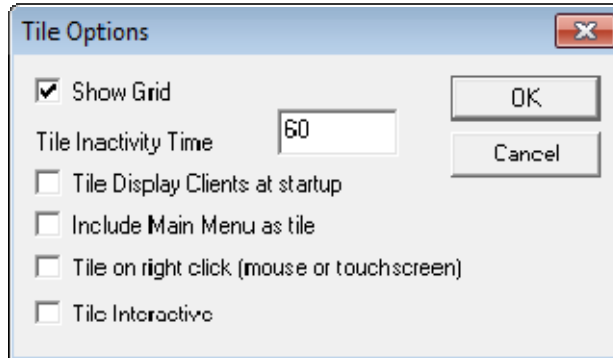 Tile Options
Show Grid
OK
Tile Inactivity Time 60
Cancel
Tile Display Clients at startup
Include Main Menu as tile
Tile on right click (mouse or touchscreen)
Tile Interactive